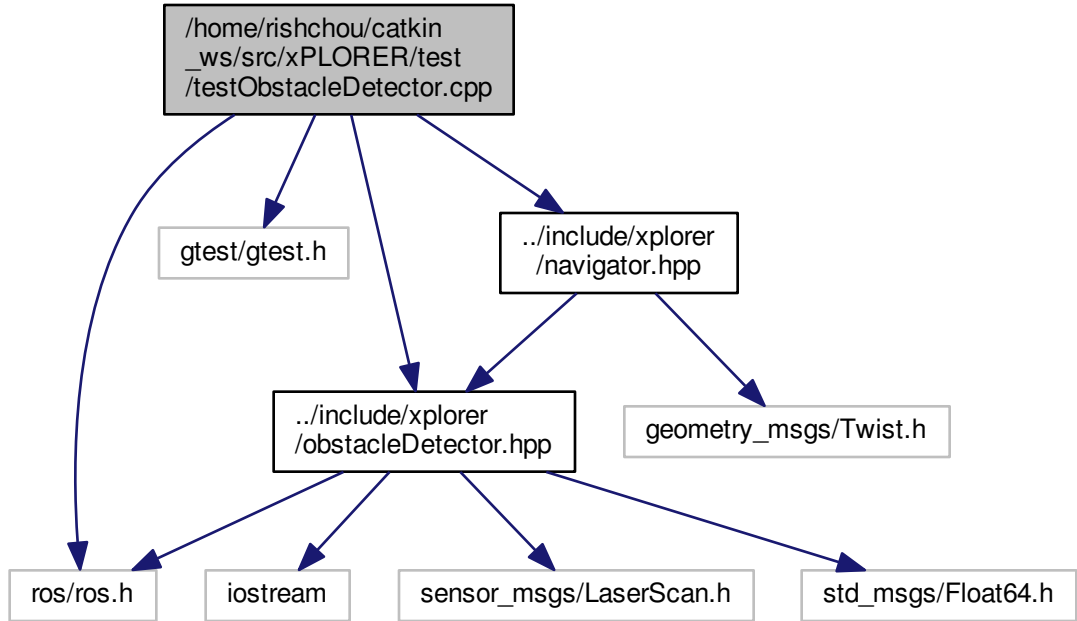 /home/rishchou/catkin
_ws/src/xPLORER/test
/testObstacleDetector.cpp
gtest/gtest.h
../include/xplorer
/navigator.hpp
../include/xplorer
/obstacleDetector.hpp
geometry_msgs/Twist.h
ros/ros.h
iostream
sensor_msgs/LaserScan.h
std_msgs/Float64.h